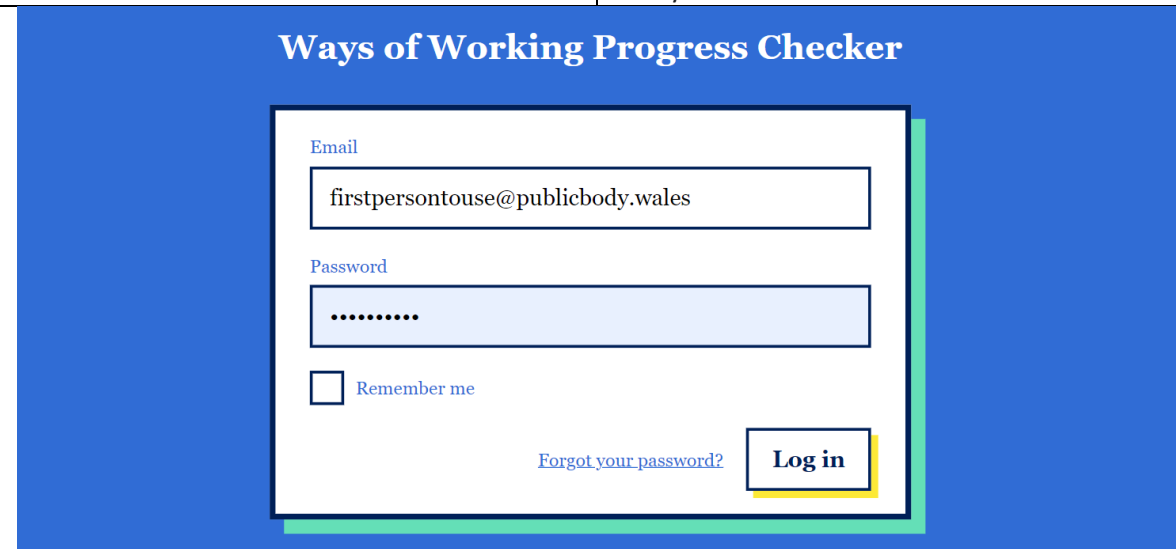 Ways of Working Progress Checker
Email
firstpersontouse@publicbody.wales
Password
••••••••••
Remember me
Forgot your password?
Log in